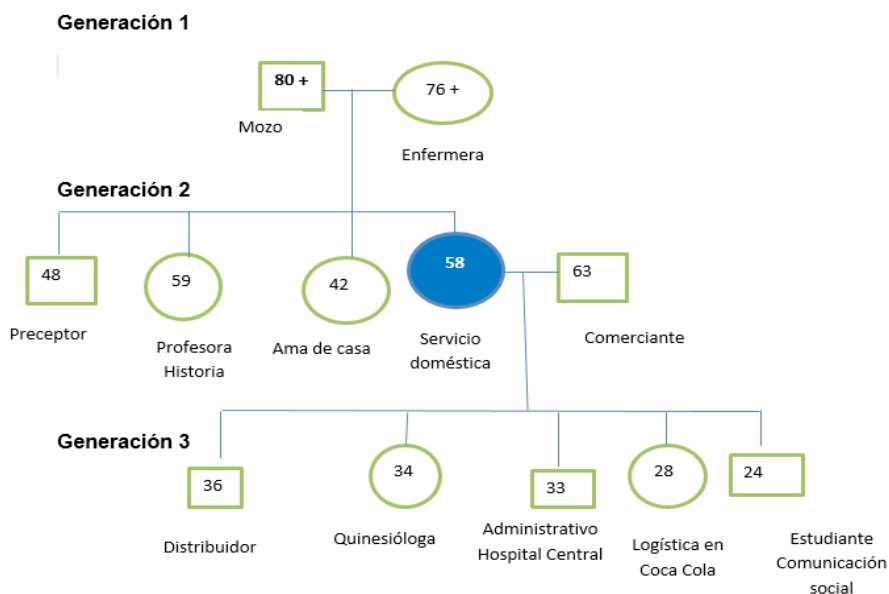 Generación 1
80 +
76 +
Mozo
Enfermera
Generación 2
48
59
42
58
63
Preceptor
Profesora
Historia
Ama de casa
Servicio
doméstica
Comerciante
Generación 3
36
34
33
28
24
Distribuidor
Quinesióloga
Administrativo
Hospital Central
Logística en
Coca Cola
Estudiante
Comunicación
social